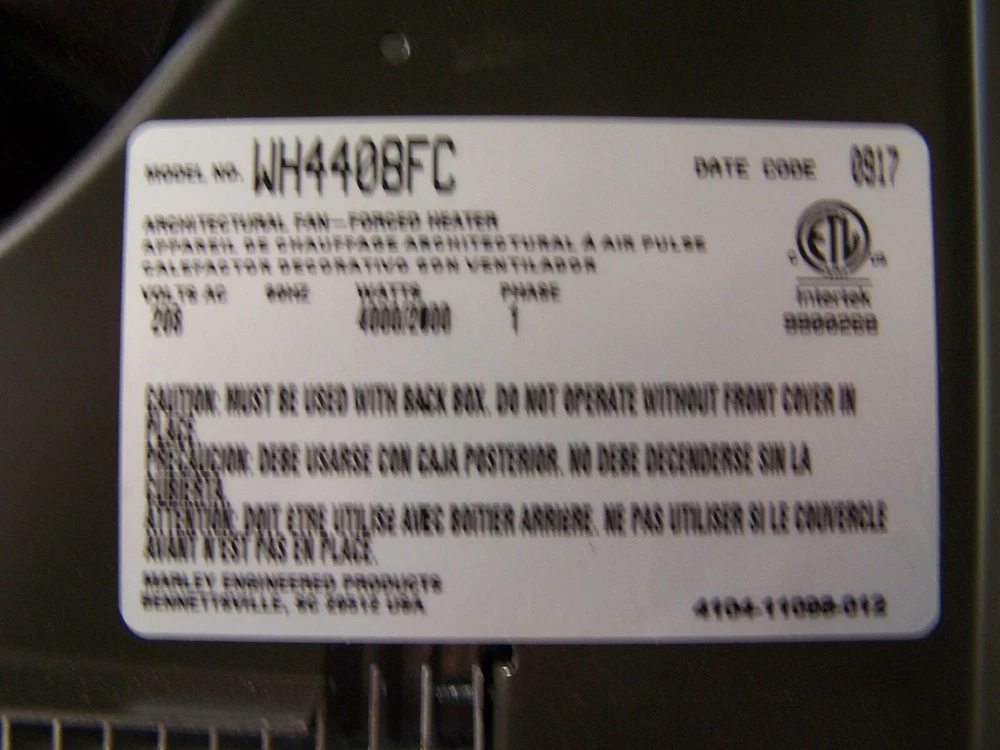 MODEL NO. WH4408FC DATE CODE 0917
ARCHITECTURAL FAN-FORCED HEATER
APPAREIL DE CHAUFFAGE ARCHITECTURAL À AIR PULSE
CALEFACTOR DECORATIVO CON VENTILADOR
VOLTS AC 60HZ WATTS PHASE
208 4000/2000 1
C ETL US
Intertek
CAUTION: MUST BE USED WITH BACK BOX. DO NOT OPERATE WITHOUT FRONT COVER IN
PLACE.
PRECAUCION: DEBE USARSE CON CAJA POSTERIOR. NO DEBE DECENDERSE SIN LA
CUBIERTA.
ATTENTION: DOIT ETRE UTILISE AVEC BOITIER ARRIERE. NE PAS UTILISER SI LE COUVERCLE
AVANT N'EST PAS EN PLACE.
MARLEY ENGINEERED PRODUCTS
BENNETTSVILLE, SC 29512 USA